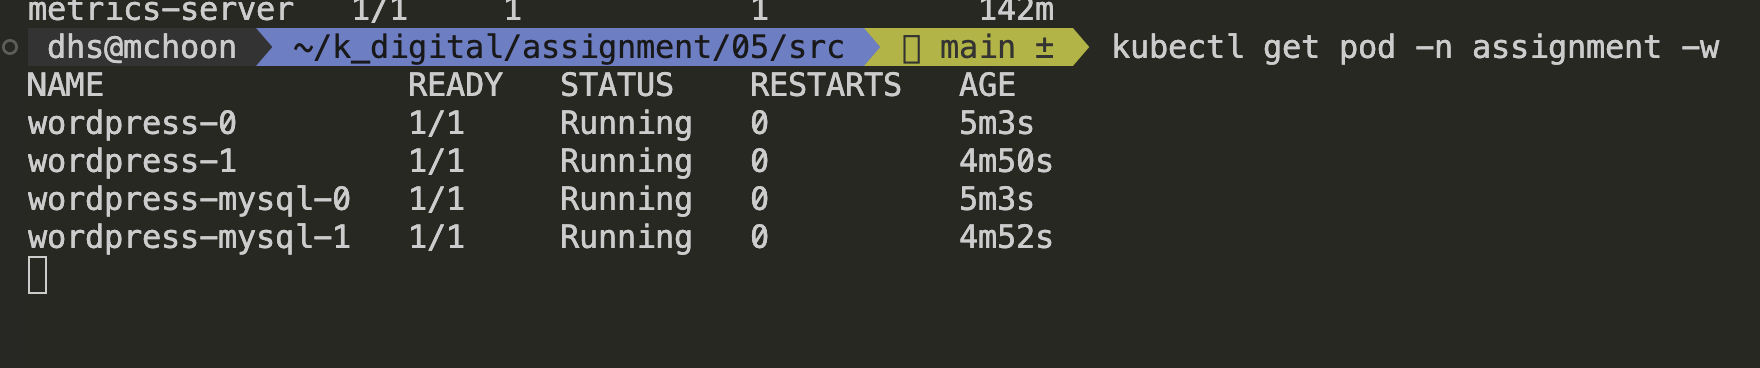 metrics-server 1/1 1 1 142m
dhs@mchoon ~/k_digital/assignment/05/src main ± kubectl get pod -n assignment -w
NAME READY STATUS RESTARTS AGE
wordpress-0 1/1 Running 0 5m3s
wordpress-1 1/1 Running 0 4m50s
wordpress-mysql-0 1/1 Running 0 5m3s
wordpress-mysql-1 1/1 Running 0 4m52s